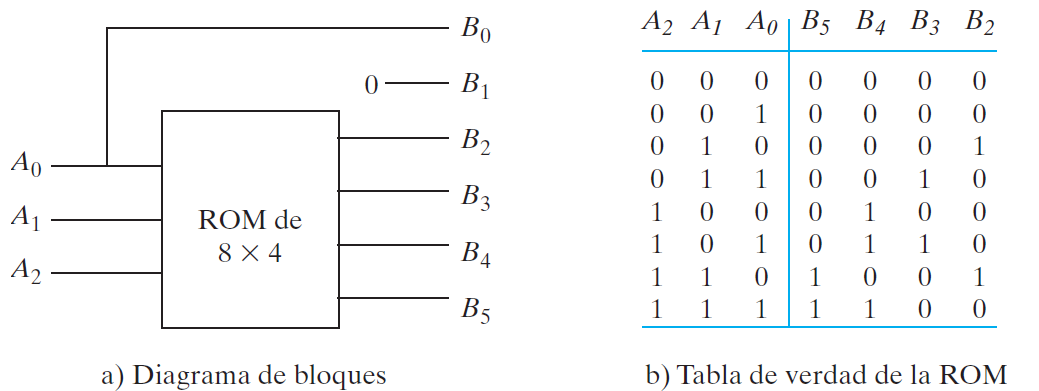 B0
0 B1
B2
A0
B3
A1
ROM de
8 × 4
B4
A2
B5
a) Diagrama de bloques
A2 A1 A0 B5 B4 B3 B2
0 0 0 0 0 0 0
0 0 1 0 0 0 0
0 1 0 0 0 0 1
0 1 1 0 0 1 0
1 0 0 0 1 0 0
1 0 1 0 1 1 0
1 1 0 1 0 0 1
1 1 1 1 1 0 0
b) Tabla de verdad de la ROM